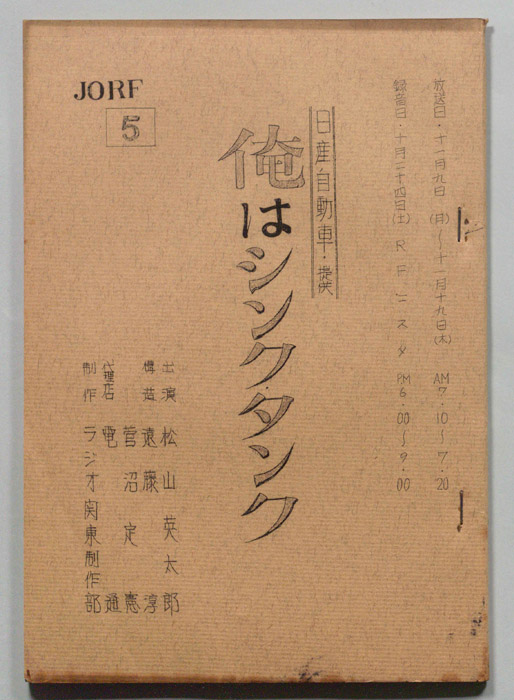 放送日・十一月九日(月)〜十一月十九日(木) AM7・10〜7・20
録音日・十月二十四日(土) RFニスタ PM6・00〜9・00
日産自動車・提供
俺はシンク・タンク
JORF
5
主演 松山英太郎
構造 遠藤淳
菅沼定憲
代理店 電通
制作 ラジオ関東制作部